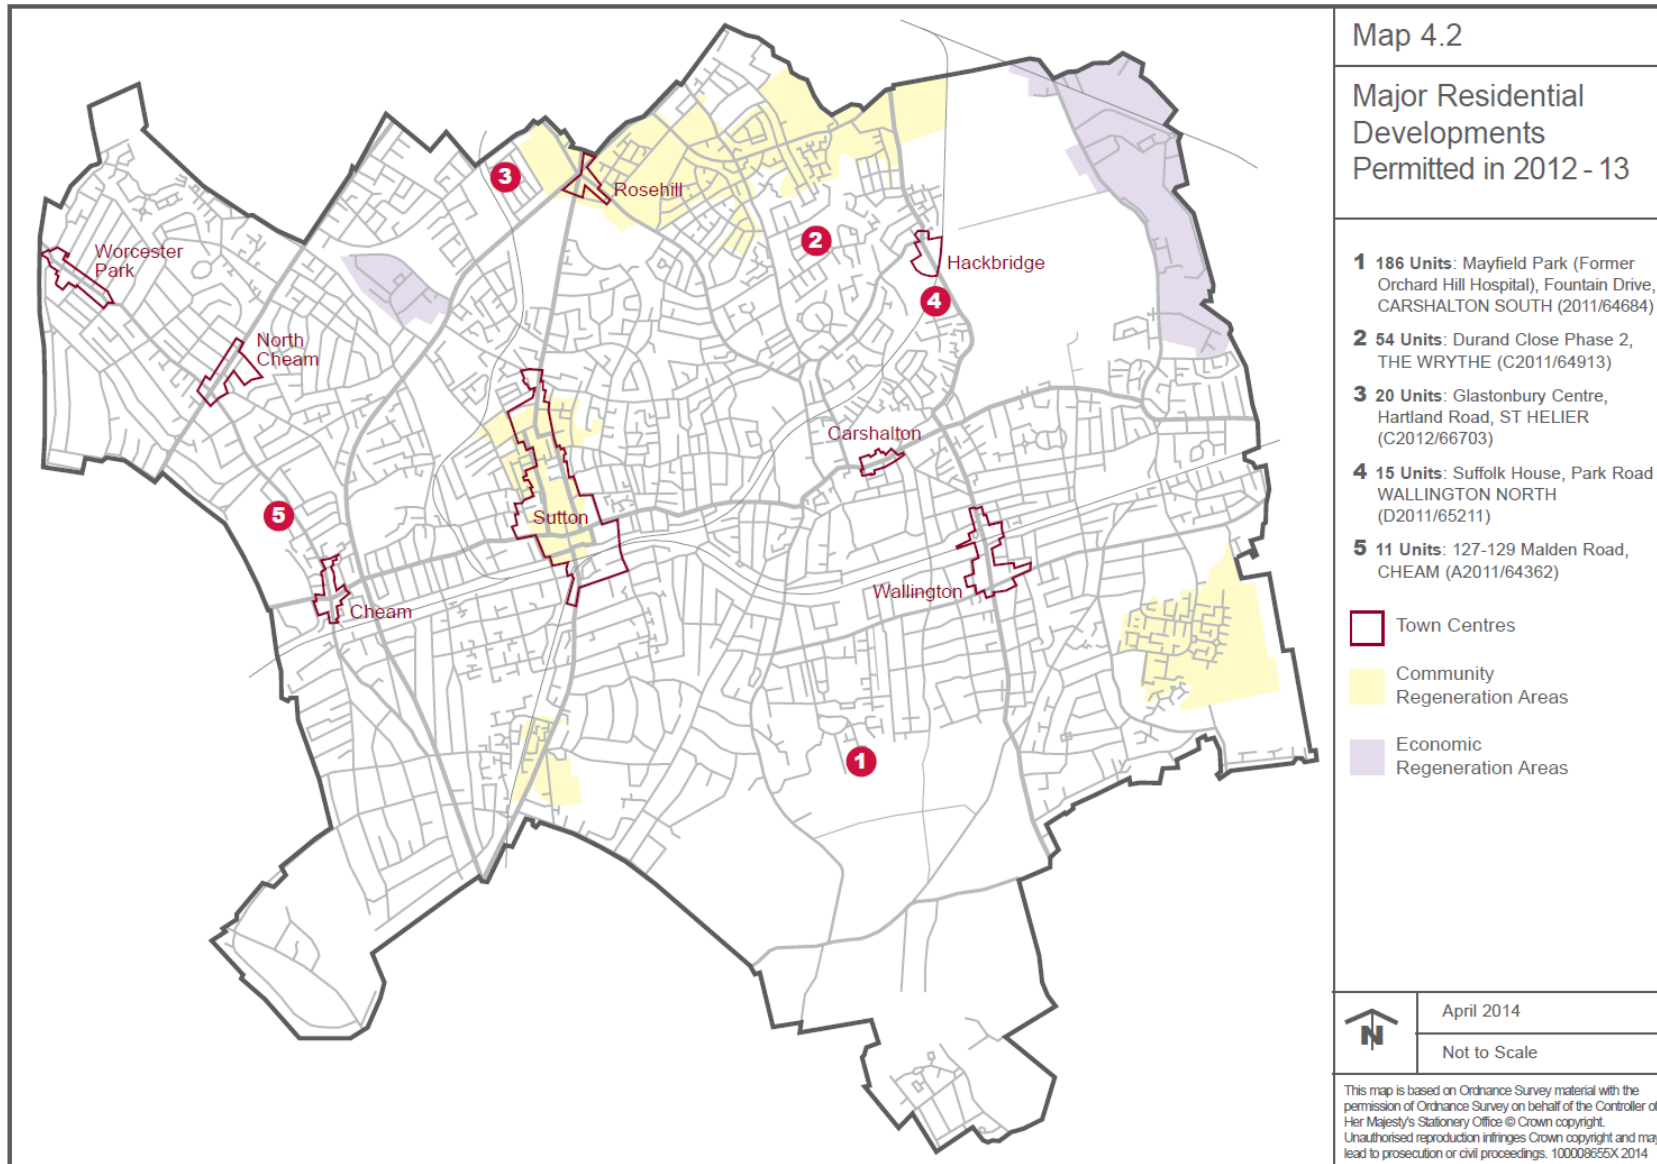 Map 4.2
Major Residential
Developments
Permitted in 2012 - 13
1 186 Units: Mayfield Park (Former
Orchard Hill Hospital), Fountain Drive,
CARSHALTON SOUTH (2011/64684)
2 54 Units: Durand Close Phase 2,
THE WRYTHE (C2011/64913)
3 20 Units: Glastonbury Centre,
Hartland Road, ST HELIER
(C2012/66703)
4 15 Units: Suffolk House, Park Road
WALLINGTON NORTH
(D2011/65211)
5 11 Units: 127-129 Malden Road,
CHEAM (A2011/64362)
Town Centres
Community
Regeneration Areas
Economic
Regeneration Areas
N
April 2014
Not to Scale
This map is based on Ordnance Survey material with the
permission of Ordnance Survey on behalf of the Controller of
Her Majesty's Stationery Office © Crown copyright.
Unauthorised reproduction infringes Crown copyright and may
lead to prosecution or civil proceedings. 100008655X 2014
3
Rosehill
2
Worcester
Park
Hackbridge
4
North
Cheam
Carshalton
5
Sutton
Wallington
Cheam
1